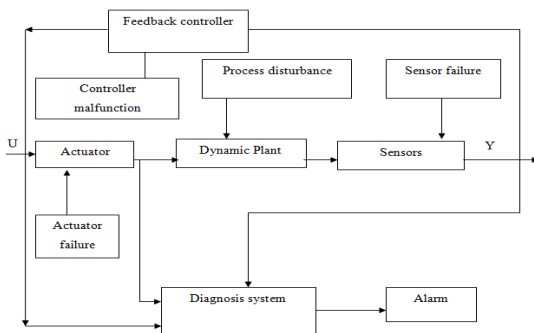 Feedback controller
Process disturbance
Sensor failure
Controller
malfunction
U
Actuator
Dynamic Plant
Sensors
Y
Actuator
failure
Diagnosis system
Alarm